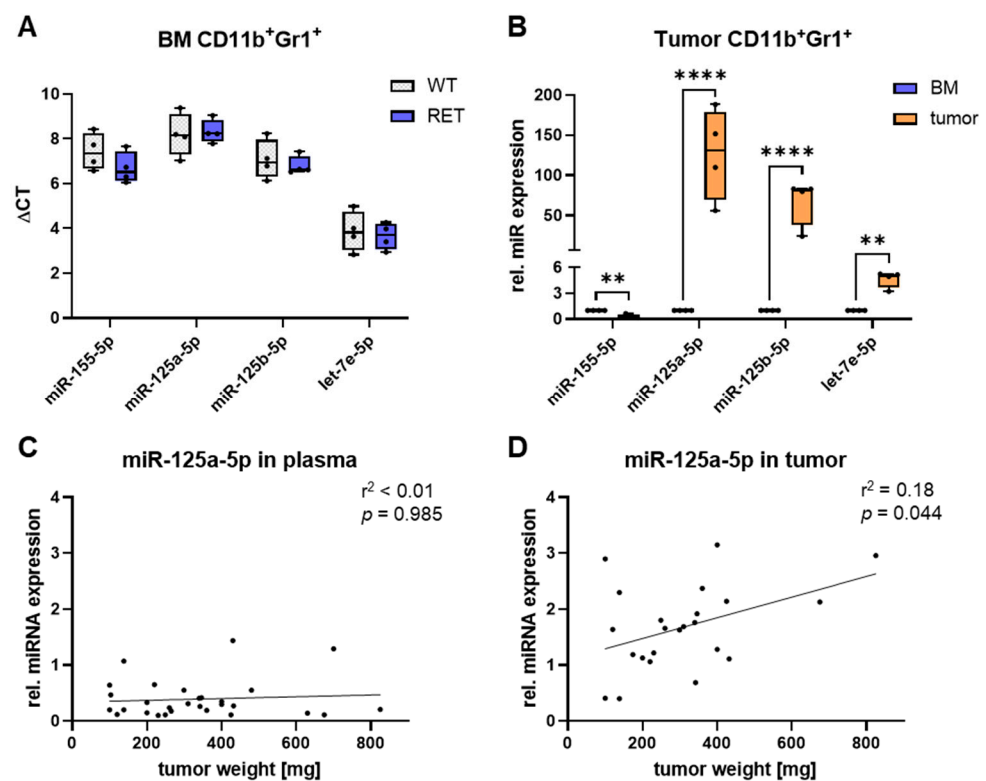 A
BM CD11b⁺Gr1⁺
WT
RET
10
8
6
4
2
0
ΔCT
miR-155-5p
miR-125a-5p
miR-125b-5p
let-7e-5p
B
Tumor CD11b⁺Gr1⁺
BM
tumor
200
150
100
50
6
3
0
rel. miR expression
**
****
****
**
miR-155-5p
miR-125a-5p
miR-125b-5p
let-7e-5p
C
miR-125a-5p in plasma
r² < 0.01
p = 0.985
4
3
2
1
0
rel. miRNA expression
0 200 400 600 800
tumor weight [mg]
D
miR-125a-5p in tumor
r² = 0.18
p = 0.044
4
3
2
1
0
rel. miRNA expression
0 200 400 600 800
tumor weight [mg]